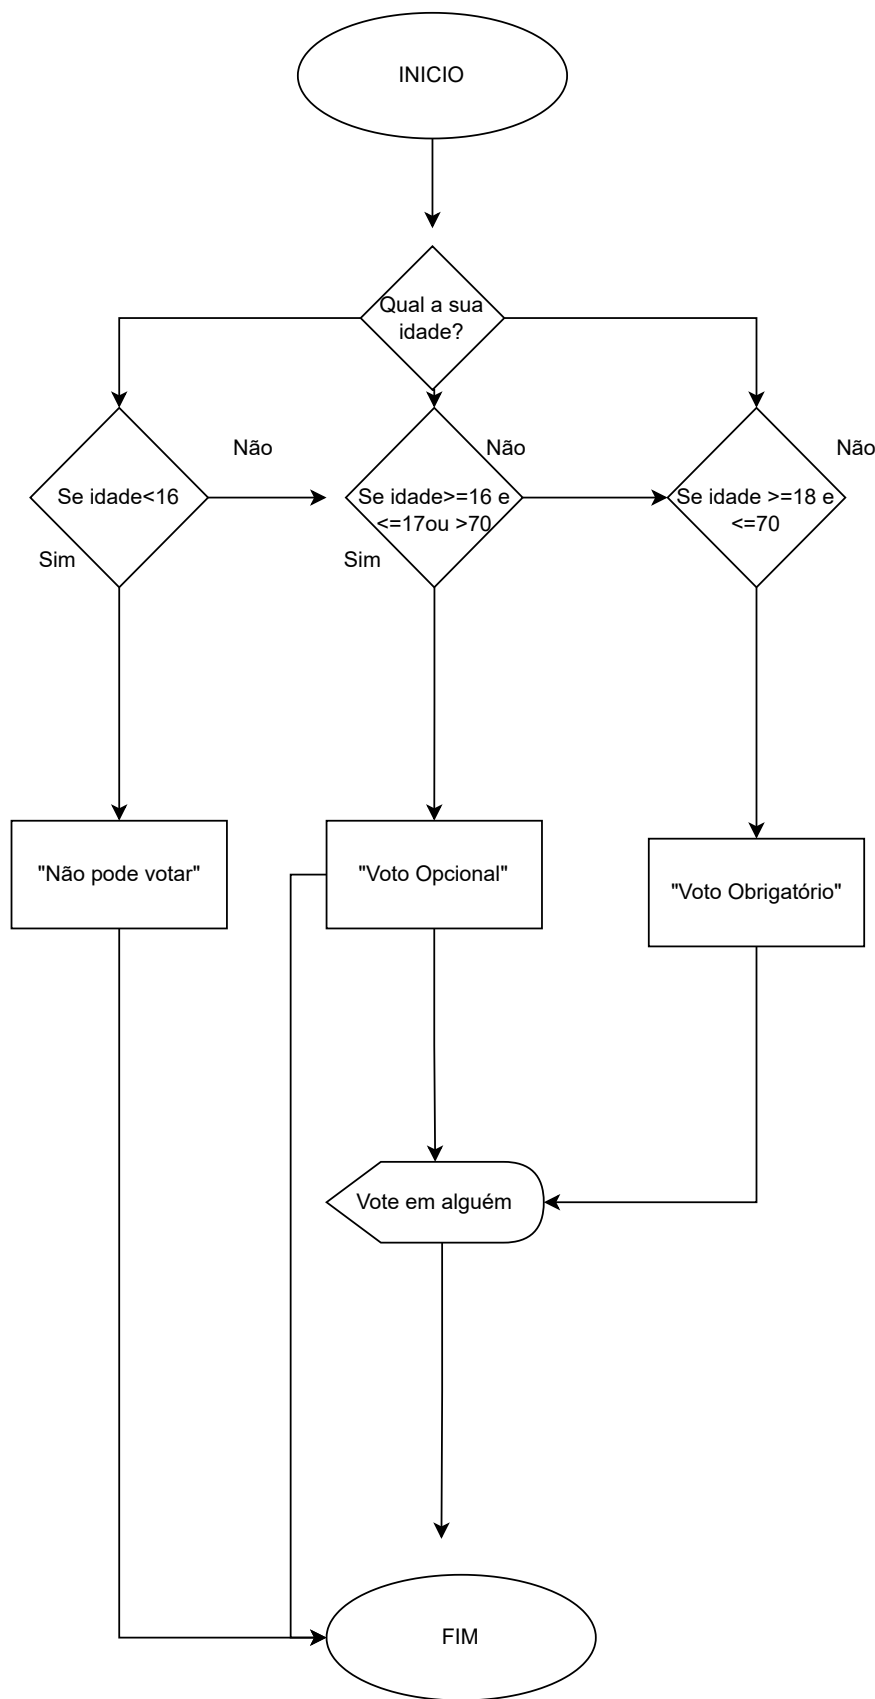 INICIO
Qual a sua
idade?
Não
Não
Não
Se idade<16
Se idade>=16 e
<=17ou >70
Se idade >=18 e
<=70
Sim
Sim
"Não pode votar"
"Voto Opcional"
"Voto Obrigatório"
Vote em alguém
FIM